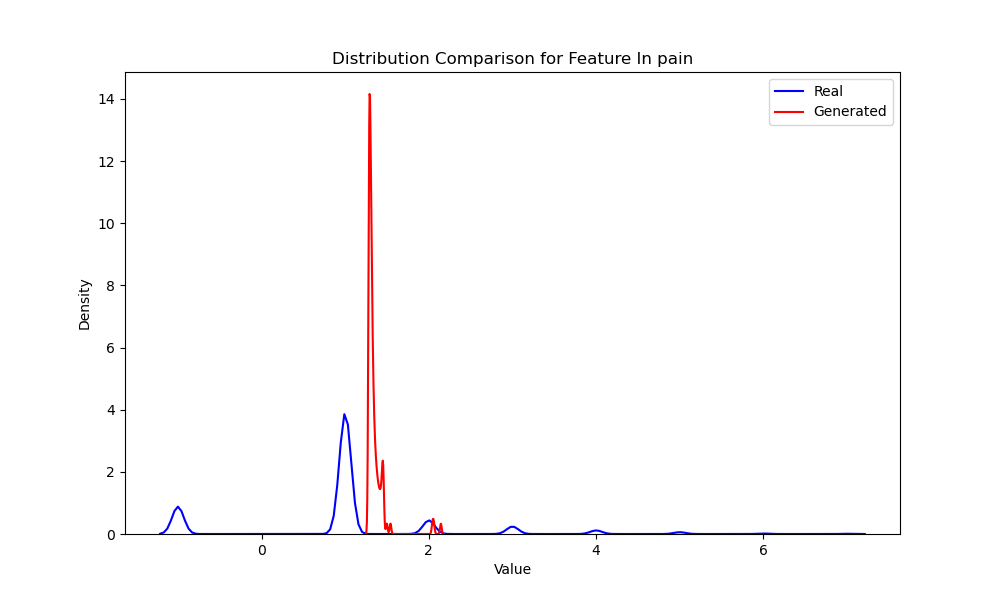 Distribution Comparison for Feature In pain
Real
Generated
Density
14
12
10
8
6
4
2
0
0
2
4
6
Value